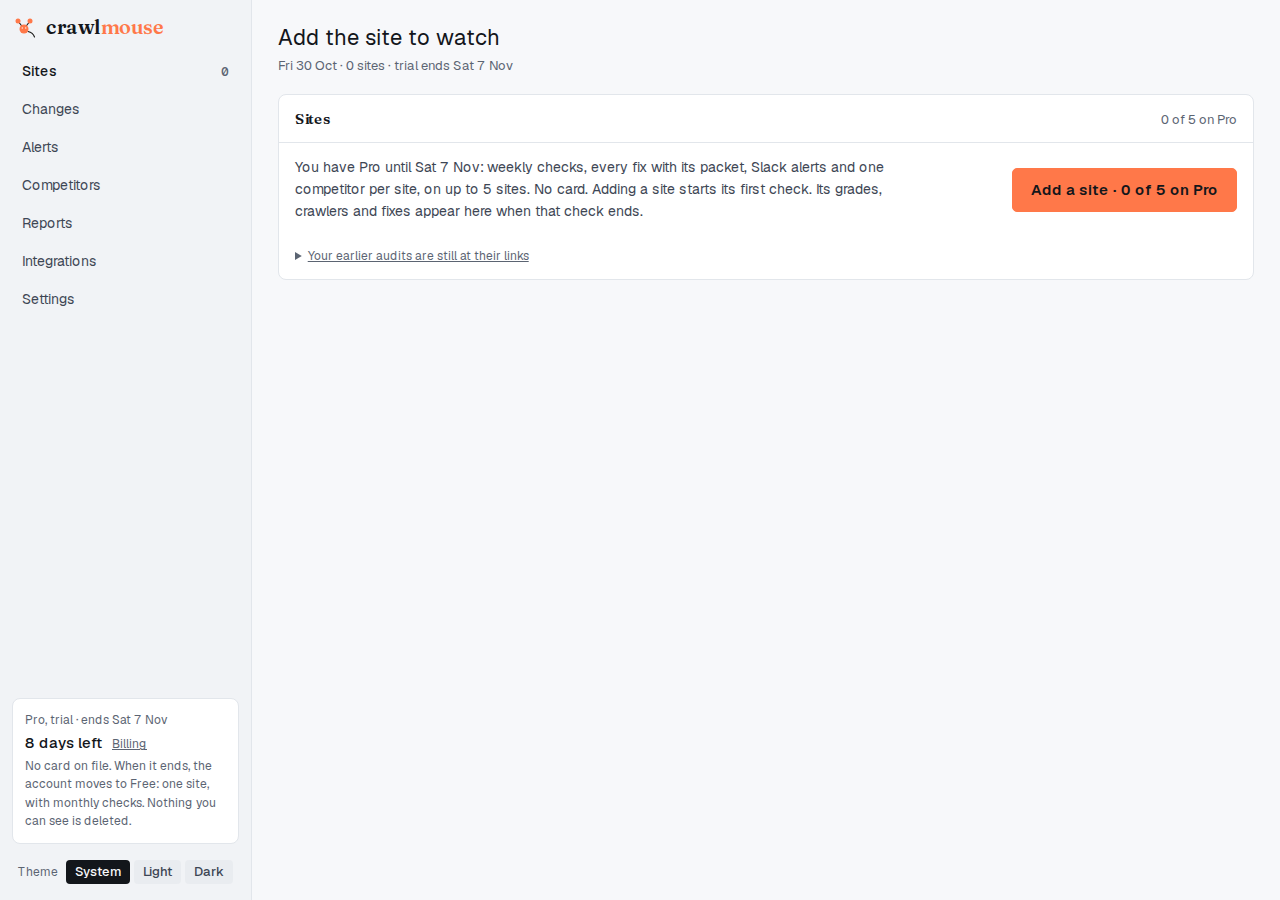 crawlmouse
Sites 0
Changes
Alerts
Competitors
Reports
Integrations
Settings
Pro, trial · ends Sat 7 Nov
8 days left Billing
No card on file. When it ends, the
account moves to Free: one site,
with monthly checks. Nothing you
can see is deleted.
Theme System Light Dark
Add the site to watch
Fri 30 Oct · 0 sites · trial ends Sat 7 Nov
Sites 0 of 5 on Pro
You have Pro until Sat 7 Nov: weekly checks, every fix with its packet, Slack alerts and one
competitor per site, on up to 5 sites. No card. Adding a site starts its first check. Its grades,
crawlers and fixes appear here when that check ends.
Add a site · 0 of 5 on Pro
Your earlier audits are still at their links